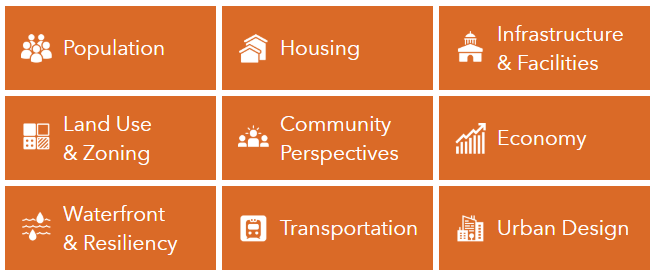 Population
Housing
Infrastructure
& Facilities
Land Use
& Zoning
Community
Perspectives
Economy
Waterfront
& Resiliency
Transportation
Urban Design